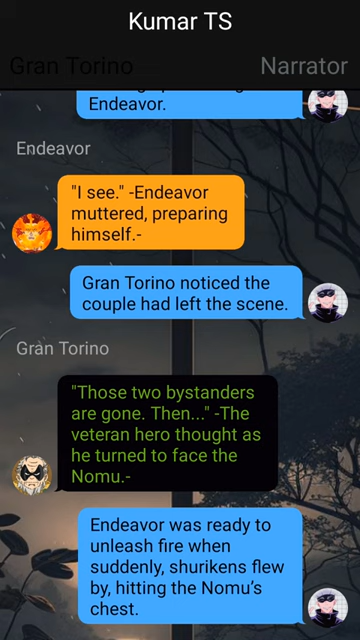 Kumar TS
Gran Torino
Narrator
Endeavor.
Endeavor
"I see." -Endeavor
muttered, preparing
himself.-
Gran Torino noticed the
couple had left the scene.
Gran Torino
"Those two bystanders
are gone. Then..." -The
veteran hero thought as
he turned to face the
Nomu.-
Endeavor was ready to
unleash fire when
suddenly, shurikens flew
by, hitting the Nomu's
chest.